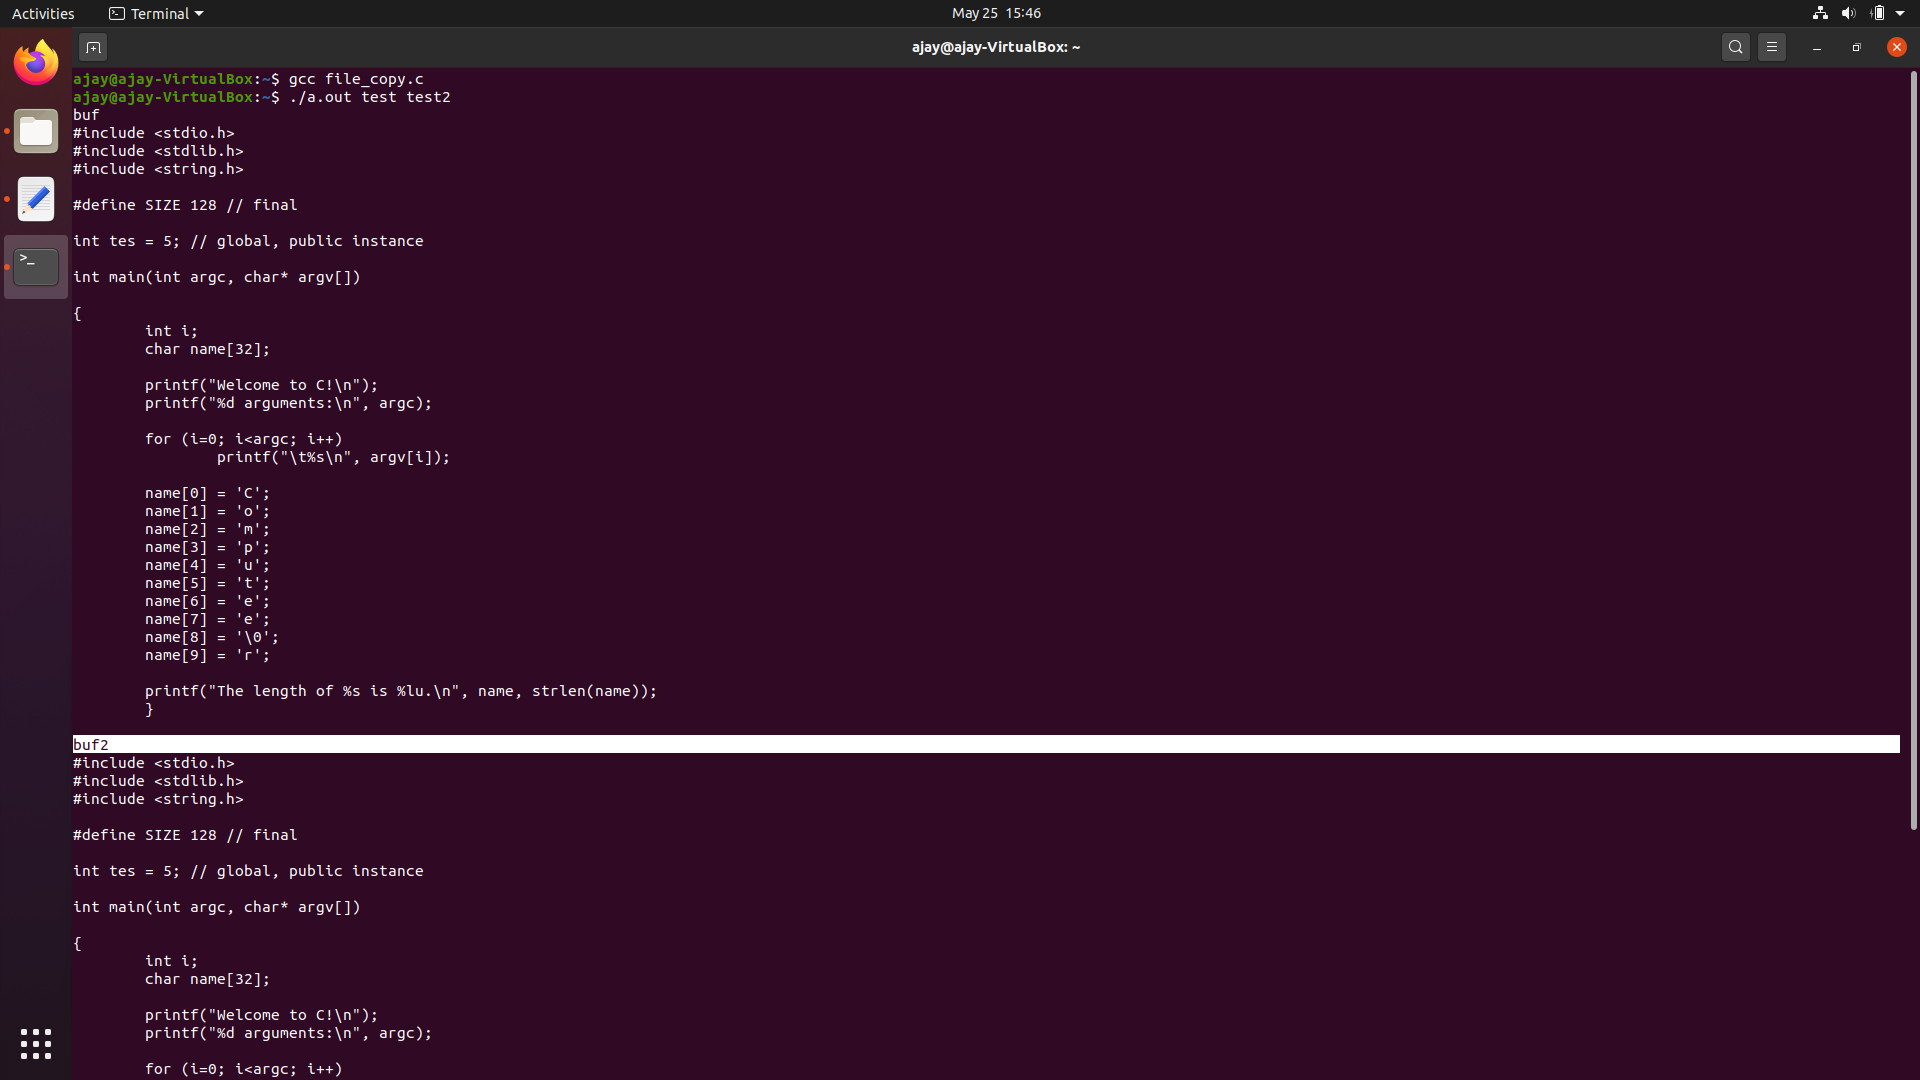 Activities
Terminal
May 25 15:46
ajay@ajay-VirtualBox: ~
ajay@ajay-VirtualBox:~$ gcc file_copy.c
ajay@ajay-VirtualBox:~$ ./a.out test test2
buf
#include <stdio.h>
#include <stdlib.h>
#include <string.h>
#define SIZE 128 // final
int tes = 5; // global, public instance
int main(int argc, char* argv[])
{
int i;
char name[32];
printf("Welcome to C!\n");
printf("%d arguments:\n", argc);
for (i=0; i<argc; i++)
printf("\t%s\n", argv[i]);
name[0] = 'C';
name[1] = 'o';
name[2] = 'm';
name[3] = 'p';
name[4] = 'u';
name[5] = 't';
name[6] = 'e';
name[7] = 'e';
name[8] = '\0';
name[9] = 'r';
printf("The length of %s is %lu.\n", name, strlen(name));
}
buf2
#include <stdio.h>
#include <stdlib.h>
#include <string.h>
#define SIZE 128 // final
int tes = 5; // global, public instance
int main(int argc, char* argv[])
{
int i;
char name[32];
printf("Welcome to C!\n");
printf("%d arguments:\n", argc);
for (i=0; i<argc; i++)